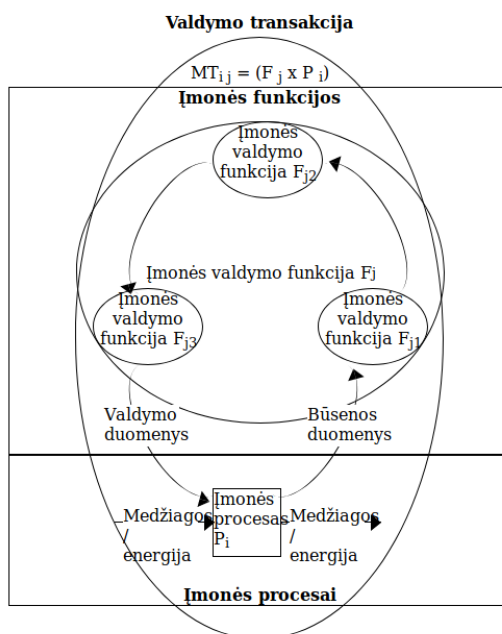 Valdymo transakcija
MTi j = (F j x P i)
Įmonės funkcijos
Įmonės
valdymo
funkcija Fj2
Įmonės valdymo funkcija Fj
Įmonės
valdymo
funkcija Fj3
Įmonės
valdymo
funkcija Fj1
Valdymo
duomenys
Būsenos
duomenys
Medžiagos
/
energija
Įmonės
procesas
Pi
Medžiagos
/
energija
Įmonės procesai